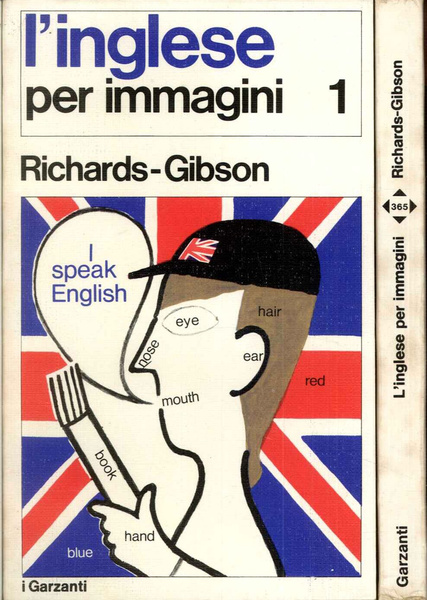 l'inglese
per immagini 1
Richards-Gibson
I
speak
English
eye
nose
hair
ear
mouth
red
book
hand
blue
i Garzanti
Richards-Gibson
365
L'inglese per immagini
Garzanti